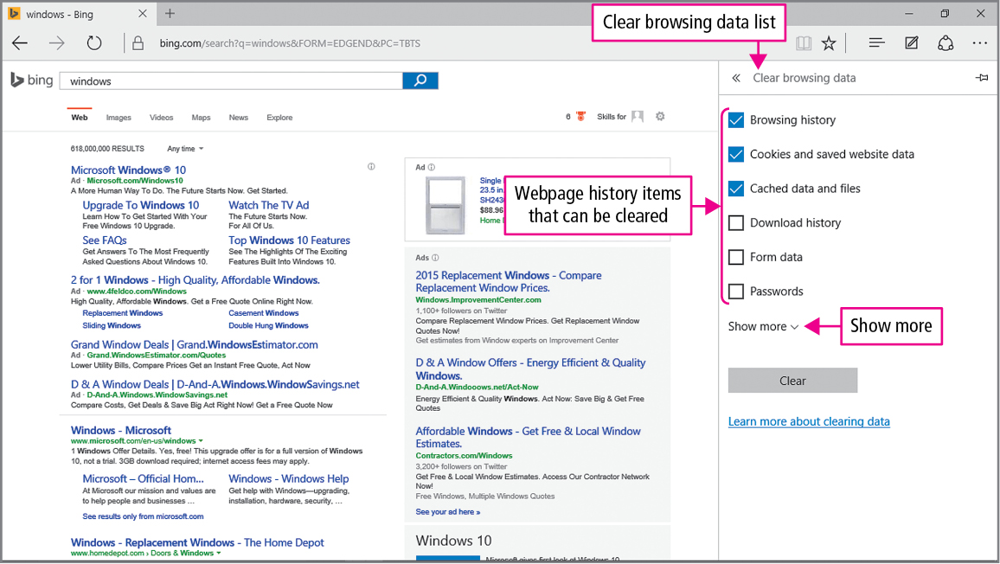 windows - Bing
bing.com/search?q=windows&FORM=EDGEND&PC=TBTS
Clear browsing data list
bing
windows
Web Images Videos Maps News Explore
6 Skills for
618,000,000 RESULTS Any time
Microsoft Windows® 10
Ad · Microsoft.com/Windows10
A More Human Way To Do. The Future Starts Now. Get Started.
Upgrade To Windows 10
Learn How To Get Started With Your
Free Windows 10 Upgrade.
Watch The TV Ad
The Future Starts Now.
For All Of Us.
See FAQs
Get Answers To The Most Frequently
Asked Questions About Windows 10.
Top Windows 10 Features
See The Highlights Of The Exciting
Features Built Into Windows 10.
2 for 1 Windows - High Quality, Affordable Windows.
Ad · www.4feldco.com/Windows
High Quality, Affordable Windows. Get a Free Quote Online Right Now.
Replacement Windows Casement Windows
Sliding Windows Double Hung Windows
Grand Window Deals | Grand.WindowsEstimator.com
Ad · Grand.WindowsEstimator.com/Quotes
Lower Utility Bills, Compare Prices Get an Instant Free Quote, Act Now
D & A Window Deals | D-And-A.Windows.WindowSavings.net
Ad · D-And-A.Windows.WindowSavings.net
Compare Costs, Get Deals & Save Big Act Right Now! Get a Free Quote Now
Windows - Microsoft
www.microsoft.com/en-us/windows
1 Windows Offer Details. Yes, free! This upgrade offer is for a full version of Windows
10, not a trial. 3GB download required; internet access fees may apply.
Microsoft – Official Hom...
At Microsoft our mission and values are
to help people and businesses ...
Windows - Windows Help
Get help with Windows—upgrading,
installation, hardware, security, ...
See results only from microsoft.com
Windows - Replacement Windows - The Home Depot
www.homedepot.com › Doors & Windows
Ad
Single
23.5 in.
SH243
$88.96
Home
Webpage history items
that can be cleared
Ads
2015 Replacement Windows - Compare
Replacement Window Prices.
Windows.ImprovementCenter.com
1,100+ followers on Twitter
Compare Replacement Window Prices. Get Replacement Window
Quotes Now!
Get estimates from Window experts on Improvement Center
D & A Window Offers - Energy Efficient & Quality
Windows.
D-And-A.Windooows.net/Act-Now
Energy Efficient & Quality Windows. Act Now: Save Big & Get Free
Quotes
Affordable Windows - Get Free & Local Window
Estimates.
Contractors.com/Windows
3,200+ followers on Twitter
Get Free & Local Window Estimates. Access Our Contractor Network
Now!
Free Windows, Multiple Windows Quotes
See your ad here »
Windows 10
Microsoft gives first look at Windows 10
Clear browsing data
Browsing history
Cookies and saved website data
Cached data and files
Download history
Form data
Passwords
Show more
Show more
Clear
Learn more about clearing data